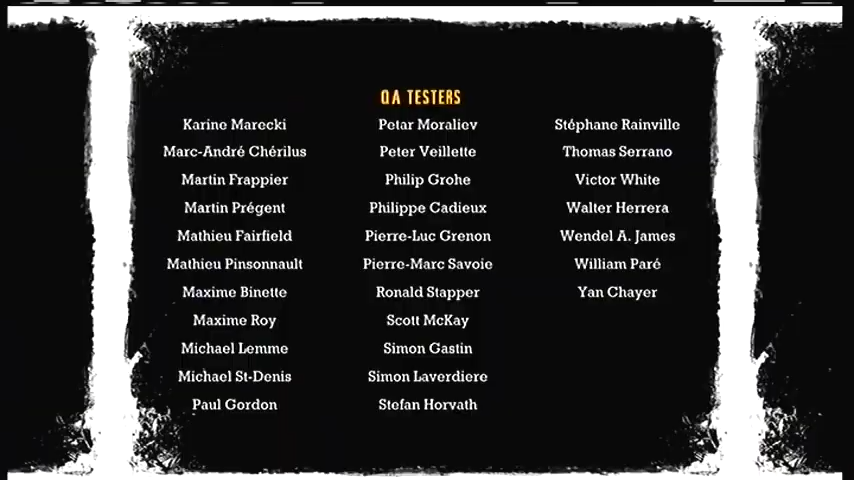 QA TESTERS
Karine Marecki
Marc-André Chérilus
Martin Frappier
Martin Prégent
Mathieu Fairfield
Mathieu Pinsonnault
Maxime Binette
Maxime Roy
Michael Lemme
Michael St-Denis
Paul Gordon
Petar Moraliev
Peter Veillette
Philip Grohe
Philippe Cadieux
Pierre-Luc Grenon
Pierre-Marc Savoie
Ronald Stapper
Scott McKay
Simon Gastin
Simon Laverdiere
Stefan Horvath
Stéphane Rainville
Thomas Serrano
Victor White
Walter Herrera
Wendel A. James
William Paré
Yan Chayer